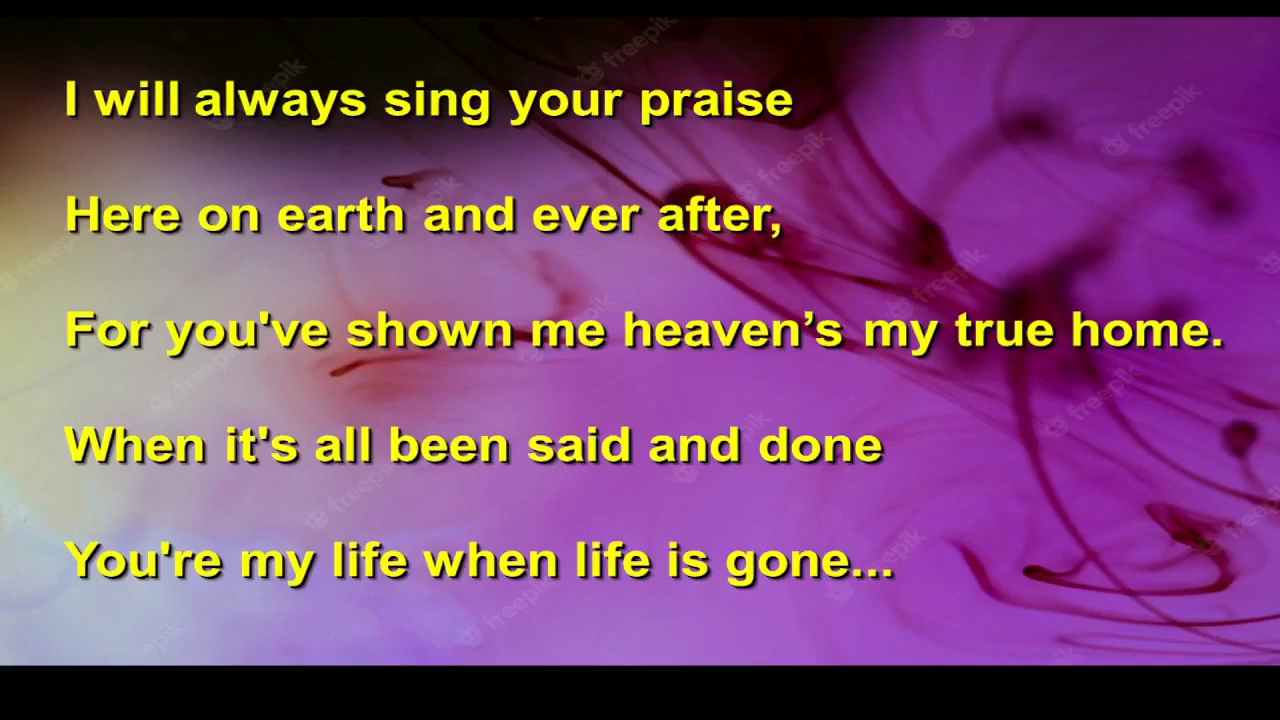 I will always sing your praise
Here on earth and ever after,
For you've shown me heaven’s my true home.
When it's all been said and done
You're my life when life is gone...
freepik